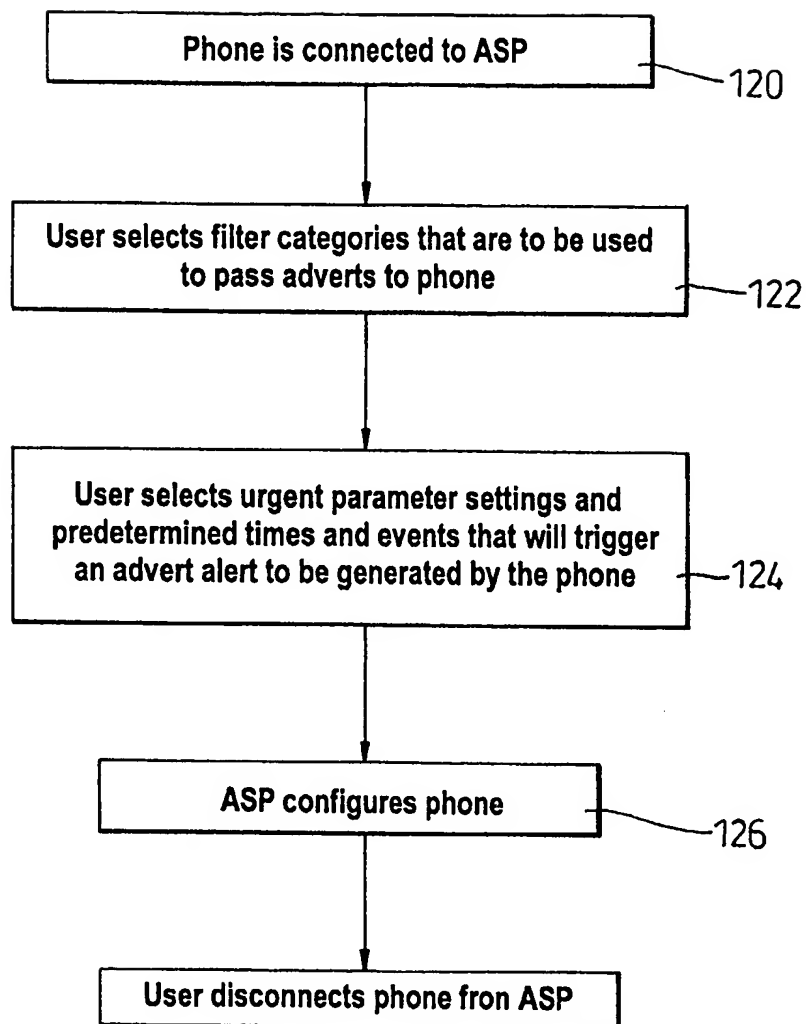 Phone is connected to ASP
120
User selects filter categories that are to be used
to pass adverts to phone
122
User selects urgent parameter settings and
predetermined times and events that will trigger
an advert alert to be generated by the phone
124
ASP configures phone
126
User disconnects phone fron ASP